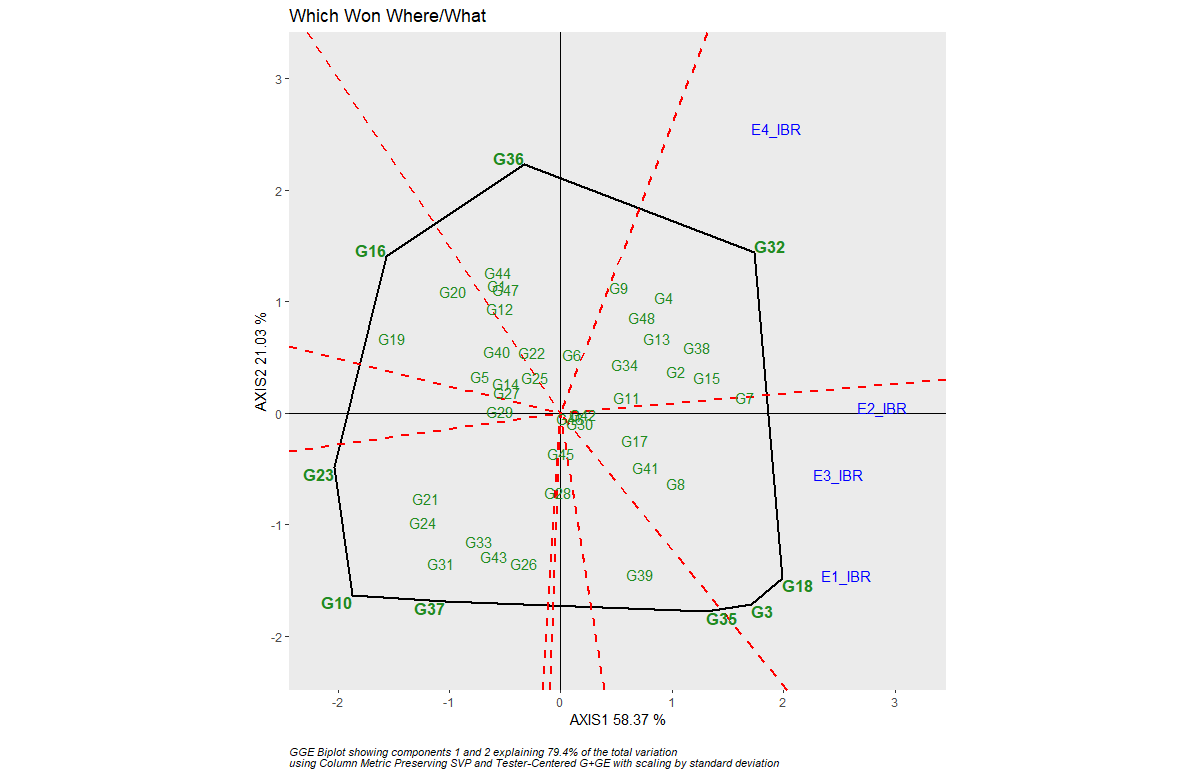 Which Won Where/What
3
E4_IBR
G36
2
G16
G32
G44
G1
G47
G20
G9
1
G4
G12
G48
G19
G13
G38
G40
G22
G6
G34
G2
G5
G25
G15
G14
G27
G11
G7
AXIS2 21.03 %
0
G29
G42
E2_IBR
G30
G17
G45
G41
G23
E3_IBR
G8
G28
G21
-1
G24
G33
G43
G31
G26
G39
E1_IBR
G18
G10
G37
G3
G35
-2
-2
-1
0
1
2
3
AXIS1 58.37 %
GGE Biplot showing components 1 and 2 explaining 79.4% of the total variation
using Column Metric Preserving SVP and Tester-Centered G+GE with scaling by standard deviation